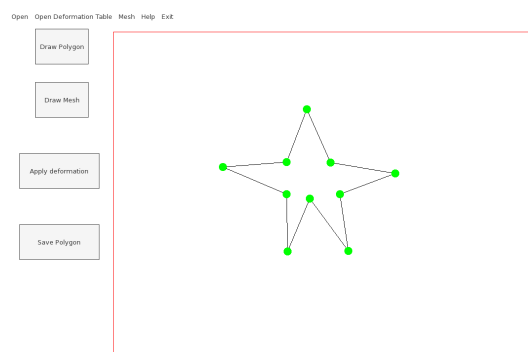 Open Open Deformation Table Mesh Help Exit
Draw Polygon
Draw Mesh
Apply deformation
Save Polygon